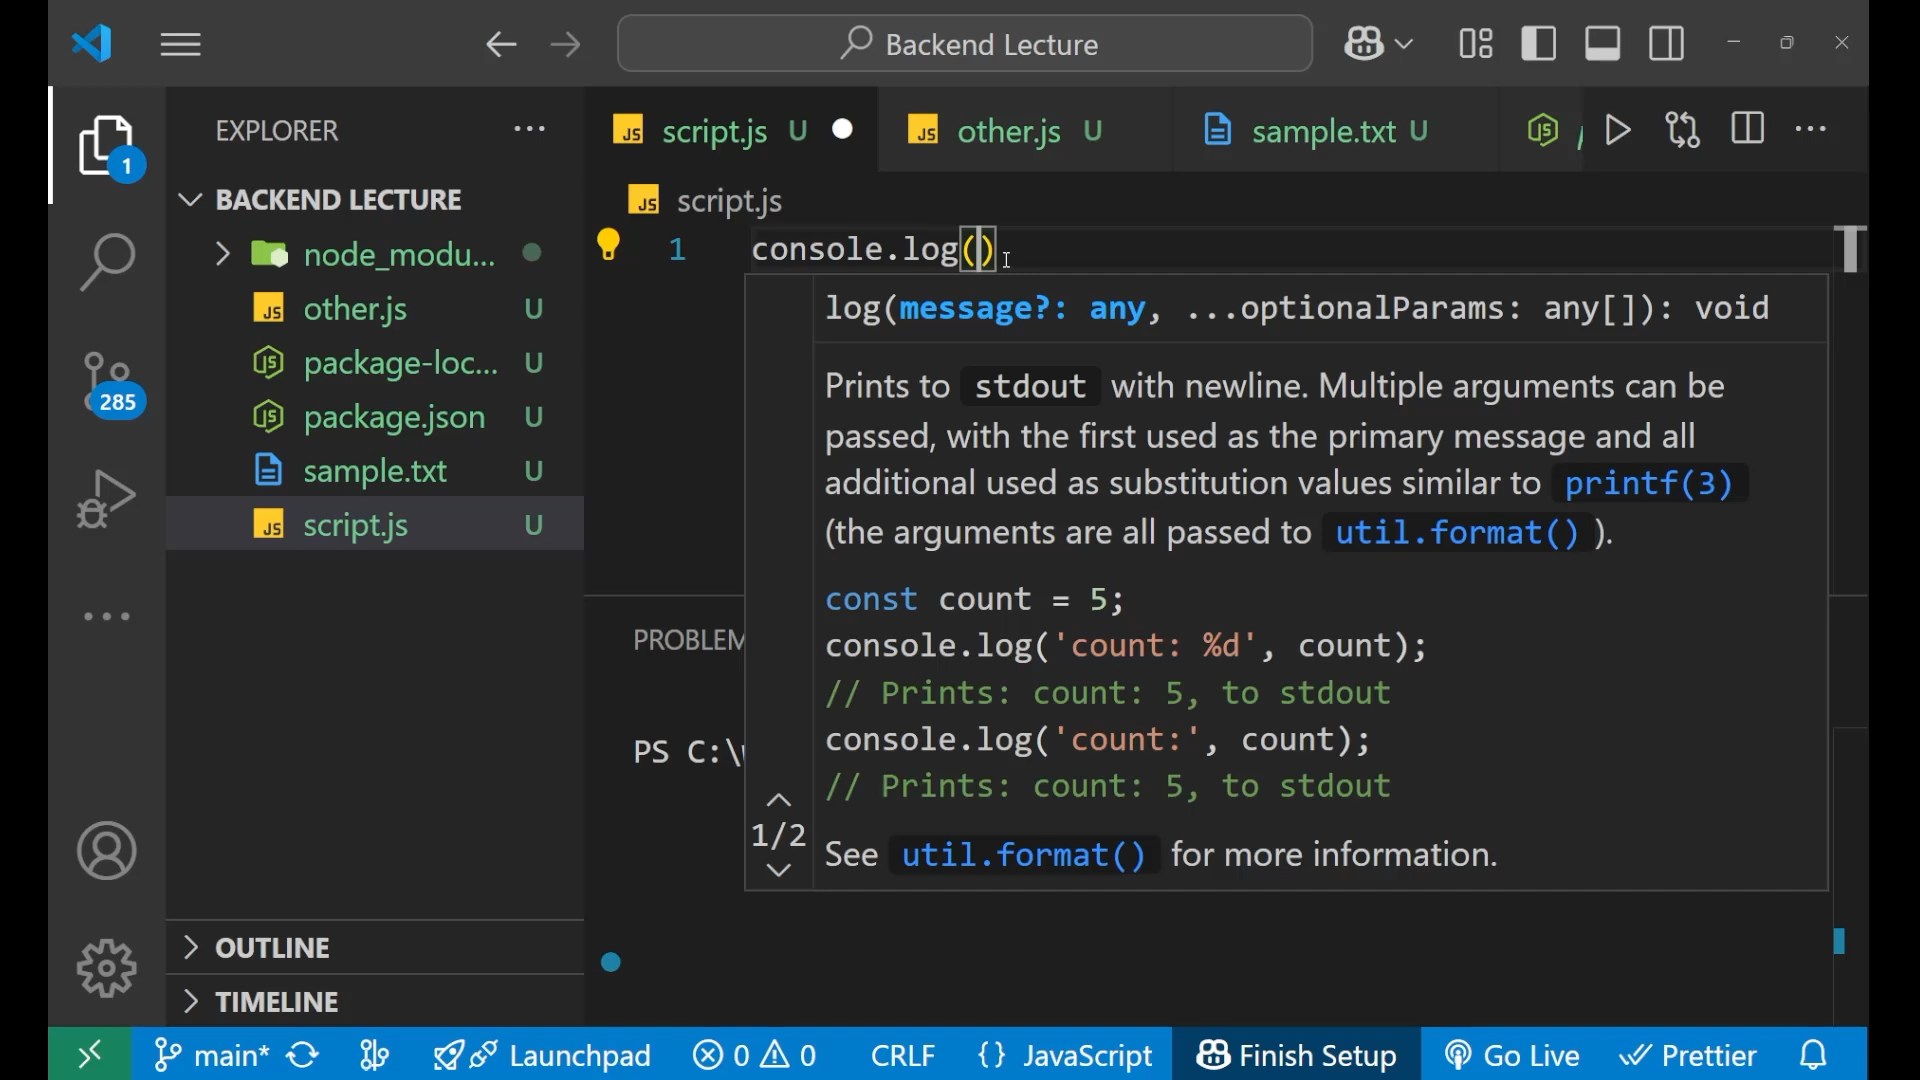 Backend Lecture
EXPLORER
script.js U
other.js U
sample.txt U
1
BACKEND LECTURE
script.js
node_modu...
1 console.log()
other.js U
log(message?: any, ...optionalParams: any[]): void
package-loc... U
Prints to stdout with newline. Multiple arguments can be
passed, with the first used as the primary message and all
additional used as substitution values similar to printf(3)
(the arguments are all passed to util.format() ).
285
package.json U
sample.txt U
script.js U
const count = 5;
console.log('count: %d', count);
// Prints: count: 5, to stdout
console.log('count:', count);
// Prints: count: 5, to stdout
1/2
See util.format() for more information.
PROBLEM
PS C:\
OUTLINE
TIMELINE
main* Launchpad 0 0 CRLF {} JavaScript Finish Setup Go Live Prettier